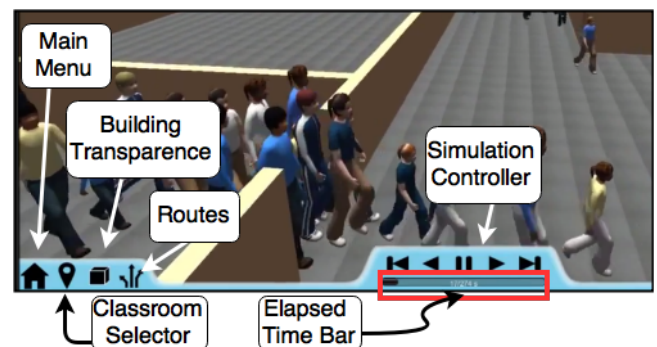 Main
Menu
Building
Transparence
Routes
Simulation
Controller
Classroom
Selector
Elapsed
Time Bar